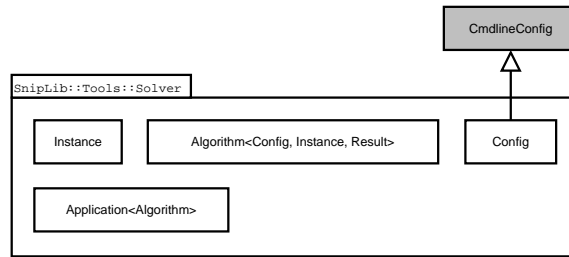 CmdlineConfig
SnipLib::Tools::Solver
Instance
Algorithm<Config, Instance, Result>
Config
Application<Algorithm>